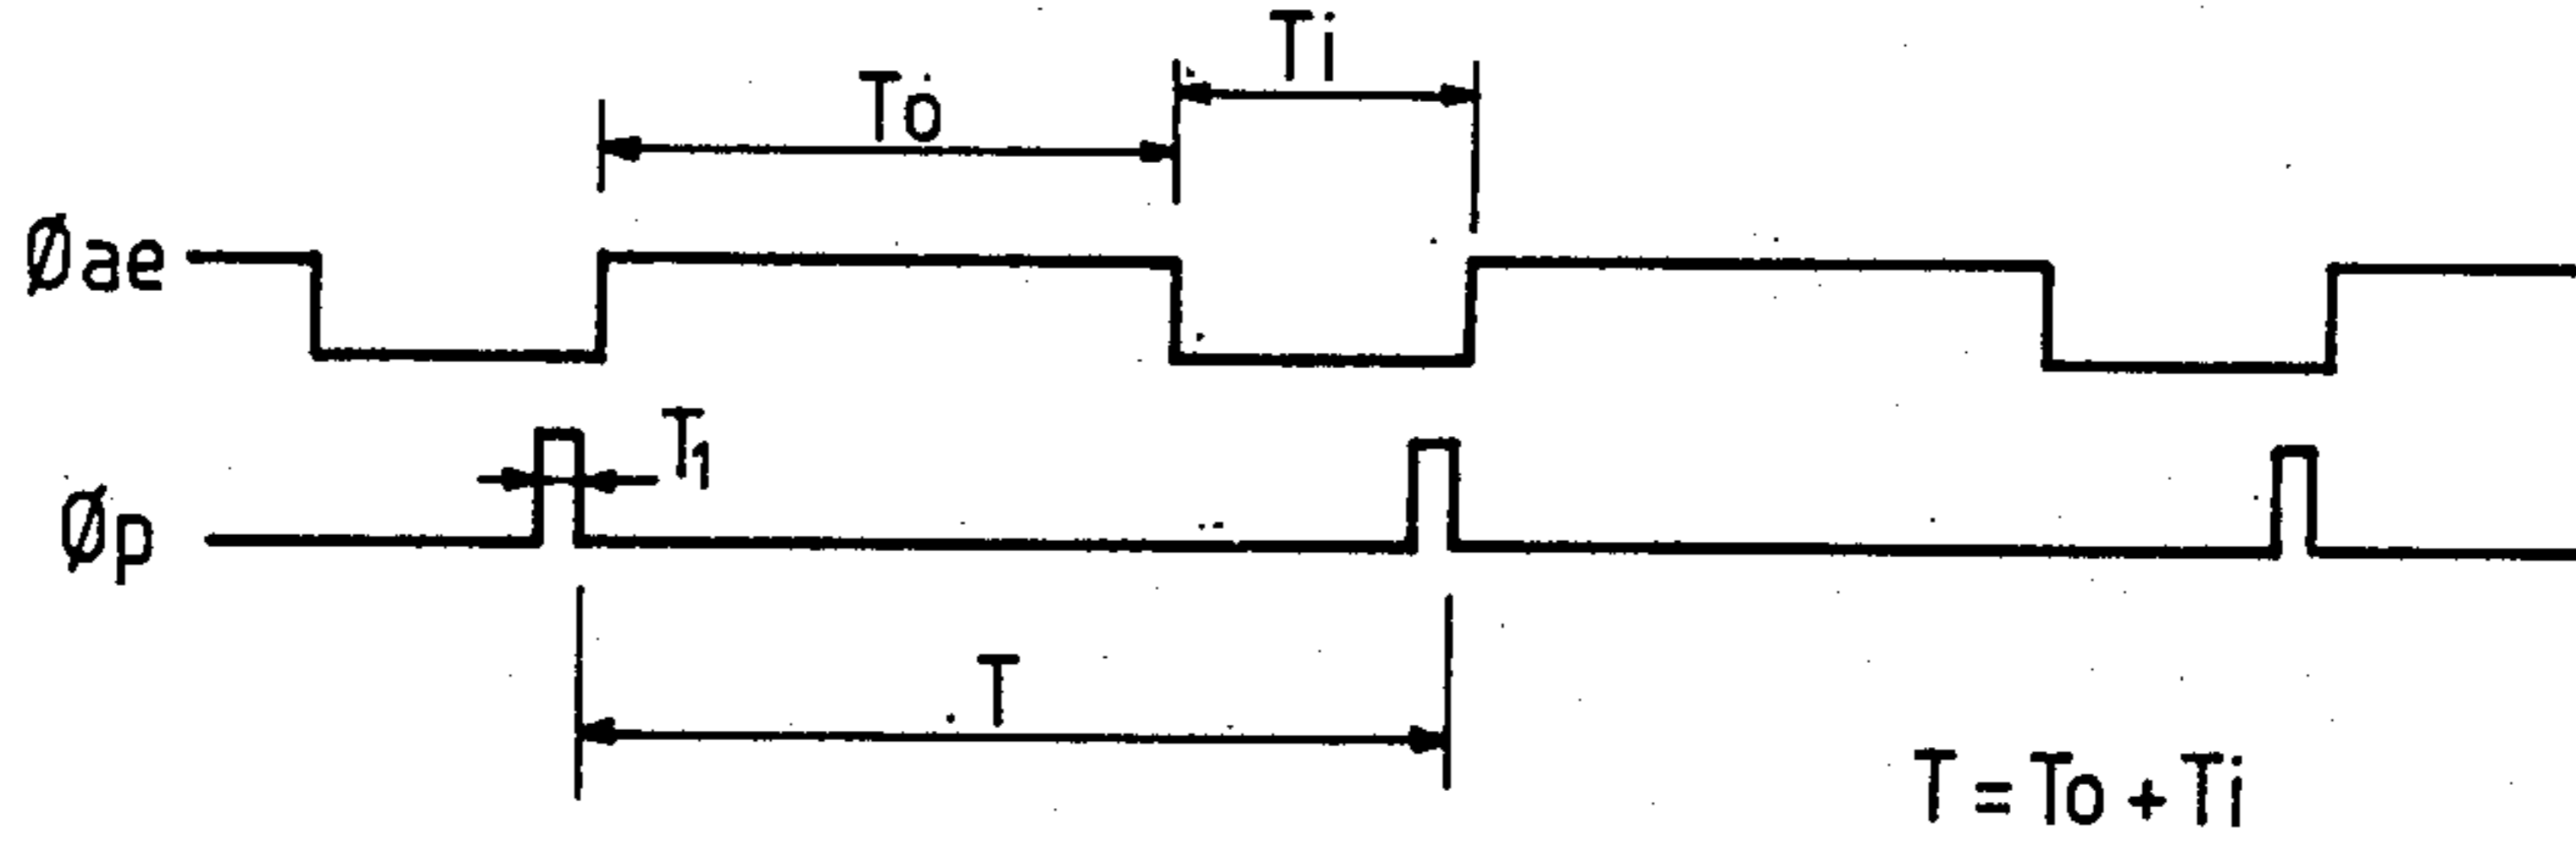 Ti
To
Øae
T1
Øp
T
T = To + Ti